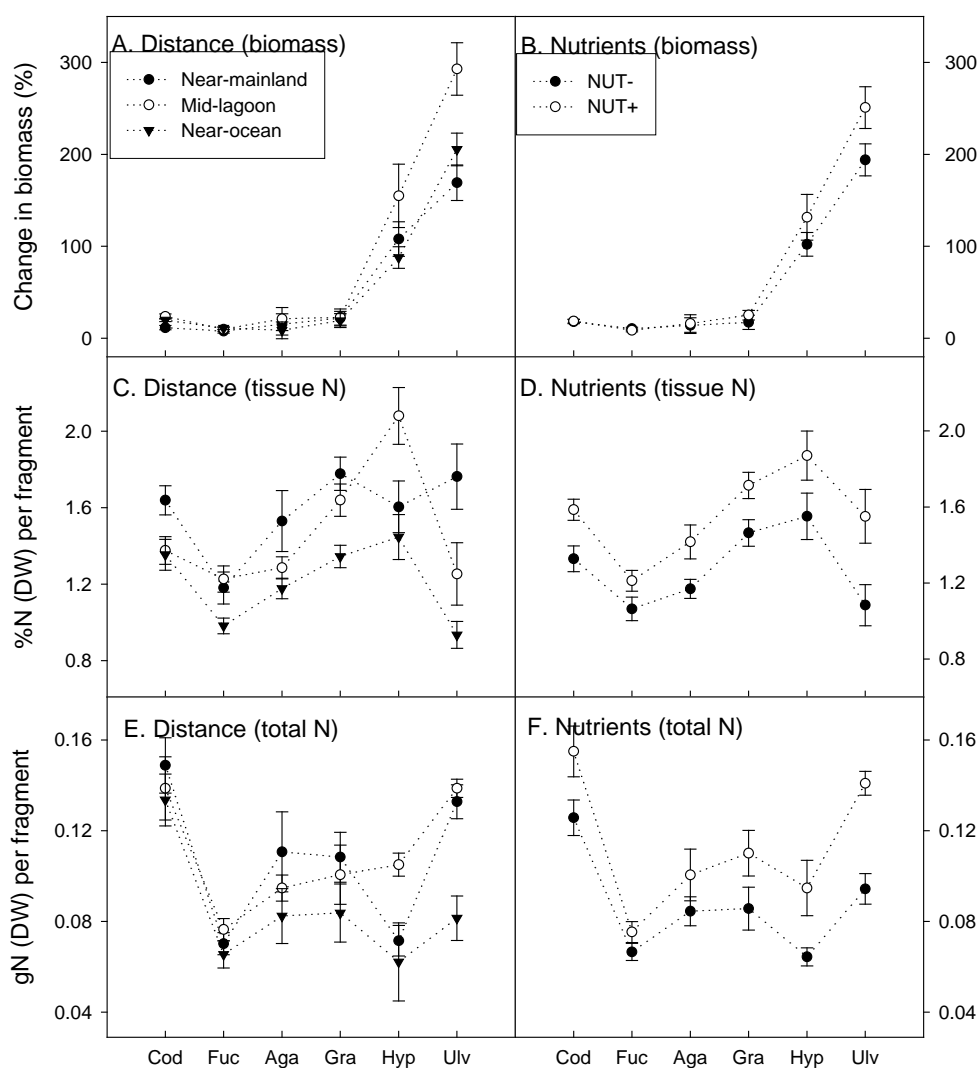 A. Distance (biomass)
Near-mainland
Mid-lagoon
Near-ocean
B. Nutrients (biomass)
NUT-
NUT+
Change in biomass (%)
300
200
100
0
300
200
100
0
C. Distance (tissue N)
D. Nutrients (tissue N)
%N (DW) per fragment
2.0
1.6
1.2
0.8
2.0
1.6
1.2
0.8
E. Distance (total N)
F. Nutrients (total N)
gN (DW) per fragment
0.16
0.12
0.08
0.04
0.16
0.12
0.08
0.04
Cod Fuc Aga Gra Hyp Ulv
Cod Fuc Aga Gra Hyp Ulv